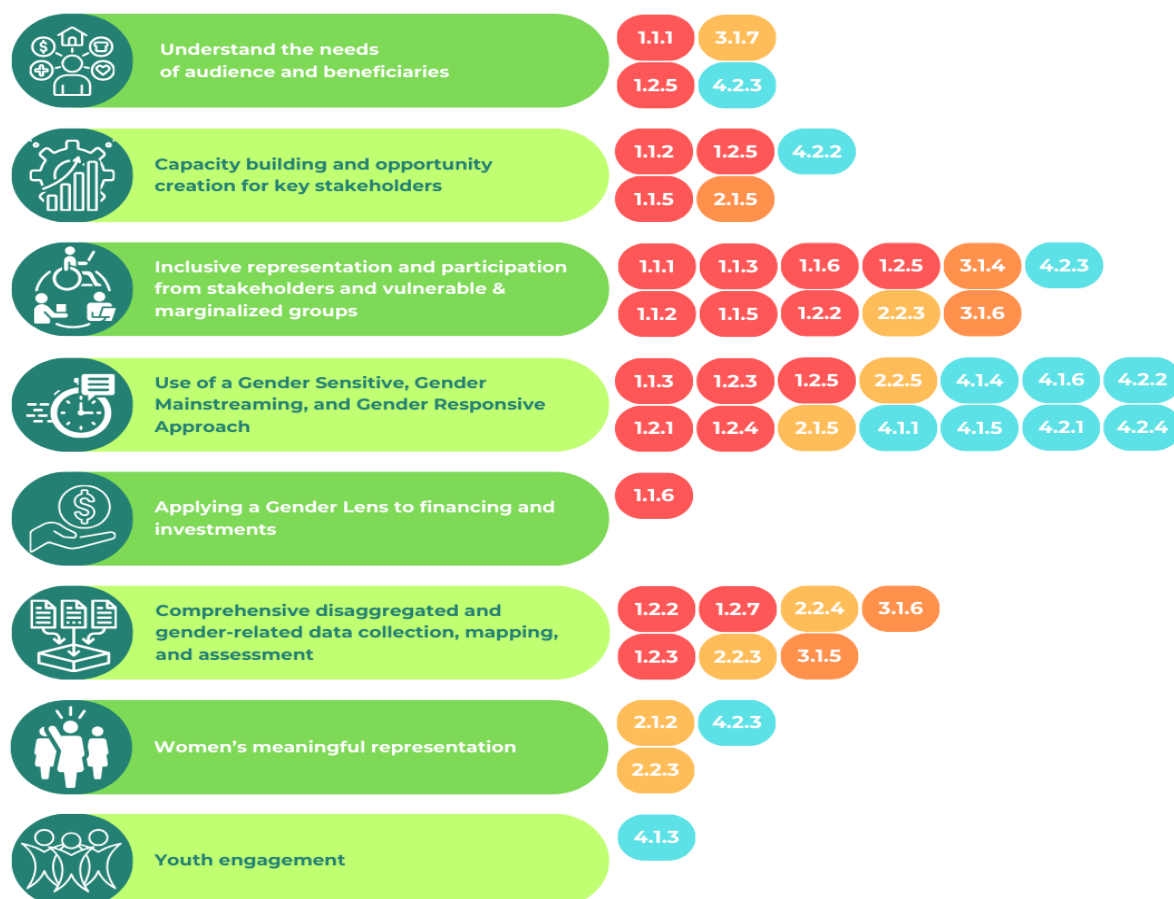 Understand the needs
of audience and beneficiaries
1.1.1 3.1.7
1.2.5 4.2.3
Capacity building and opportunity
creation for key stakeholders
1.1.2 1.2.5 4.2.2
1.1.5 2.1.5
Inclusive representation and participation
from stakeholders and vulnerable &
marginalized groups
1.1.1 1.1.3 1.1.6 1.2.5 3.1.4 4.2.3
1.1.2 1.1.5 1.2.2 2.2.3 3.1.6
Use of a Gender Sensitive, Gender
Mainstreaming, and Gender Responsive
Approach
1.1.3 1.2.3 1.2.5 2.2.5 4.1.4 4.1.6 4.2.2
1.2.1 1.2.4 2.1.5 4.1.1 4.1.5 4.2.1 4.2.4
Applying a Gender Lens to financing and
investments
1.1.6
Comprehensive disaggregated and
gender-related data collection, mapping,
and assessment
1.2.2 1.2.7 2.2.4 3.1.6
1.2.3 2.2.3 3.1.5
Women’s meaningful representation
2.1.2 4.2.3
2.2.3
Youth engagement
4.1.3